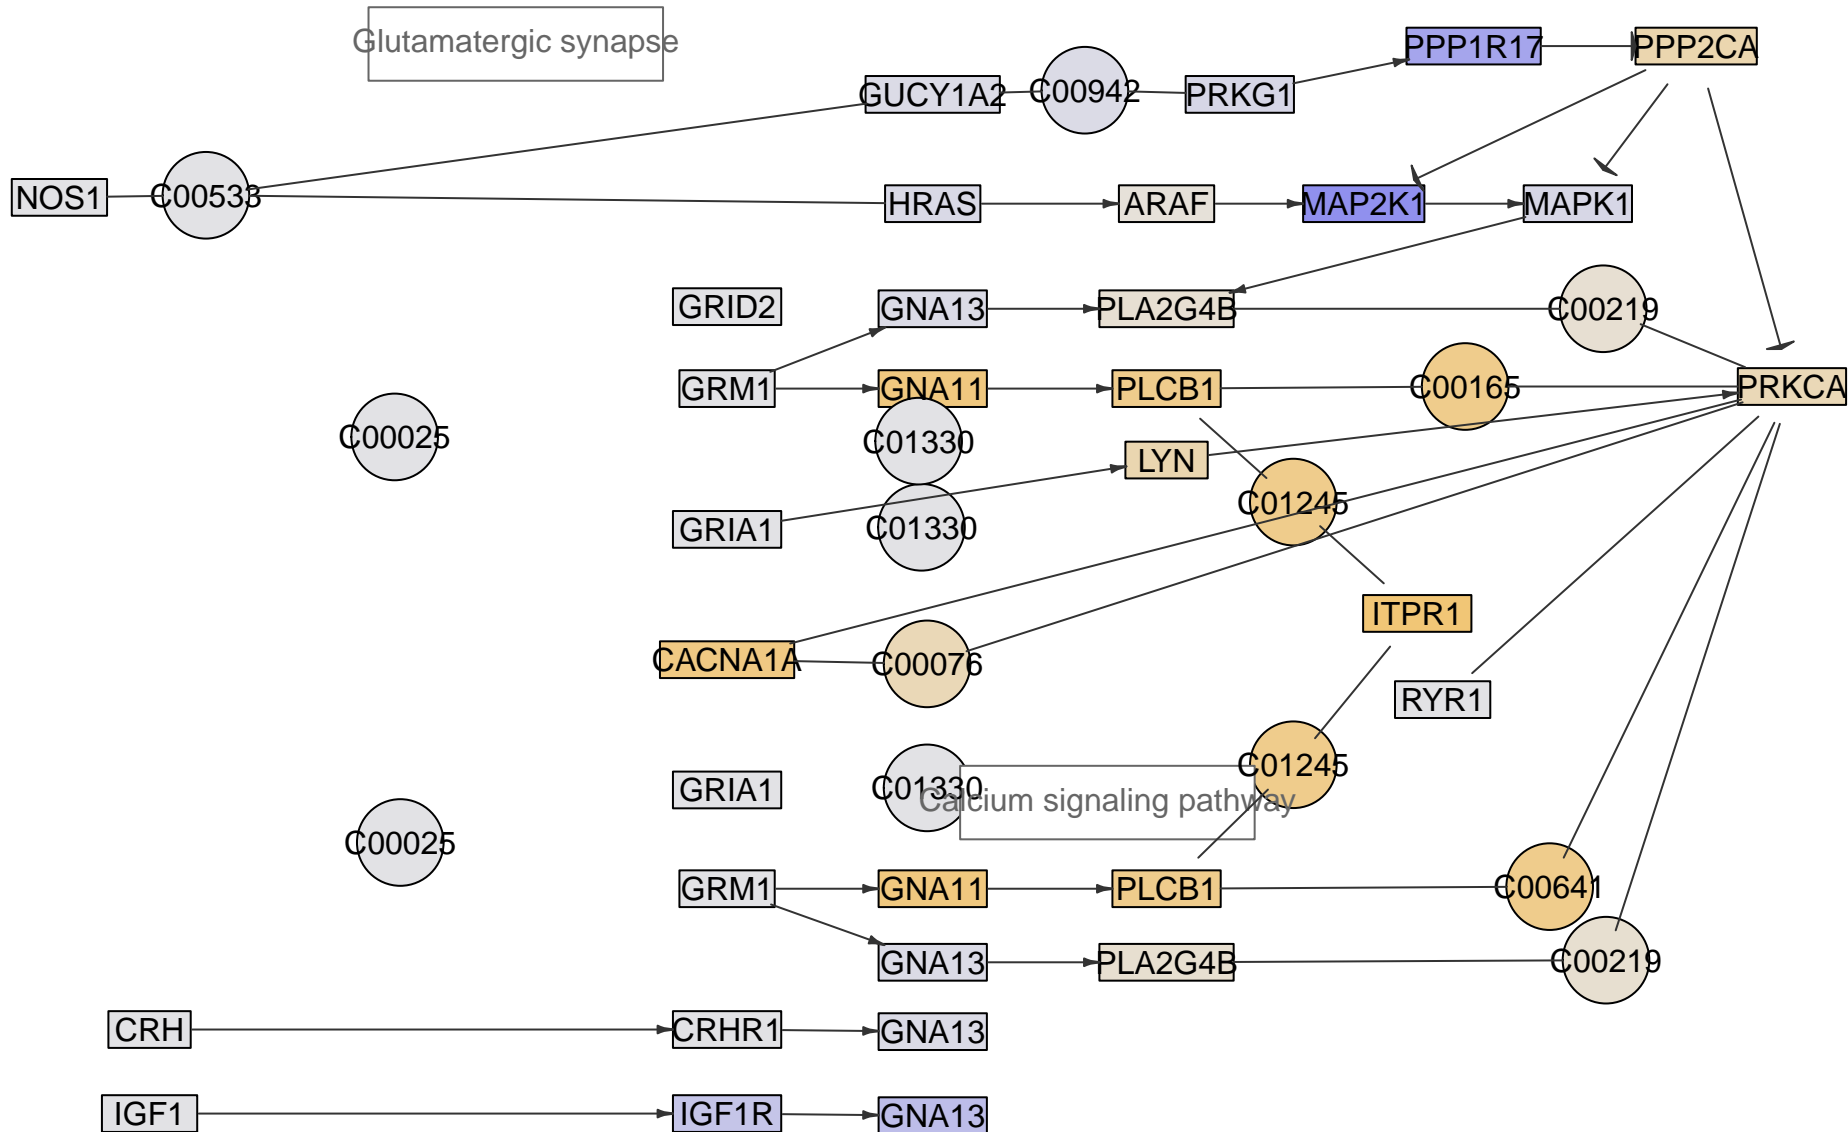 Glutamatergic synapse
PPP1R17
PPP2CA
GUCY1A2
C00942
PRKG1
NOS1
C00533
HRAS
ARAF
MAP2K1
MAPK1
GRID2
GNA13
PLA2G4B
C00219
GRM1
GNA11
PLCB1
C00165
PRKCA
C00025
C01330
LYN
GRIA1
C01330
C01245
ITPR1
CACNA1A
C00076
RYR1
GRIA1
C01330
C01245
Calcium signaling pathway
C00025
GRM1
GNA11
PLCB1
C00641
GNA13
PLA2G4B
C00219
CRH
CRHR1
GNA13
IGF1
IGF1R
GNA13